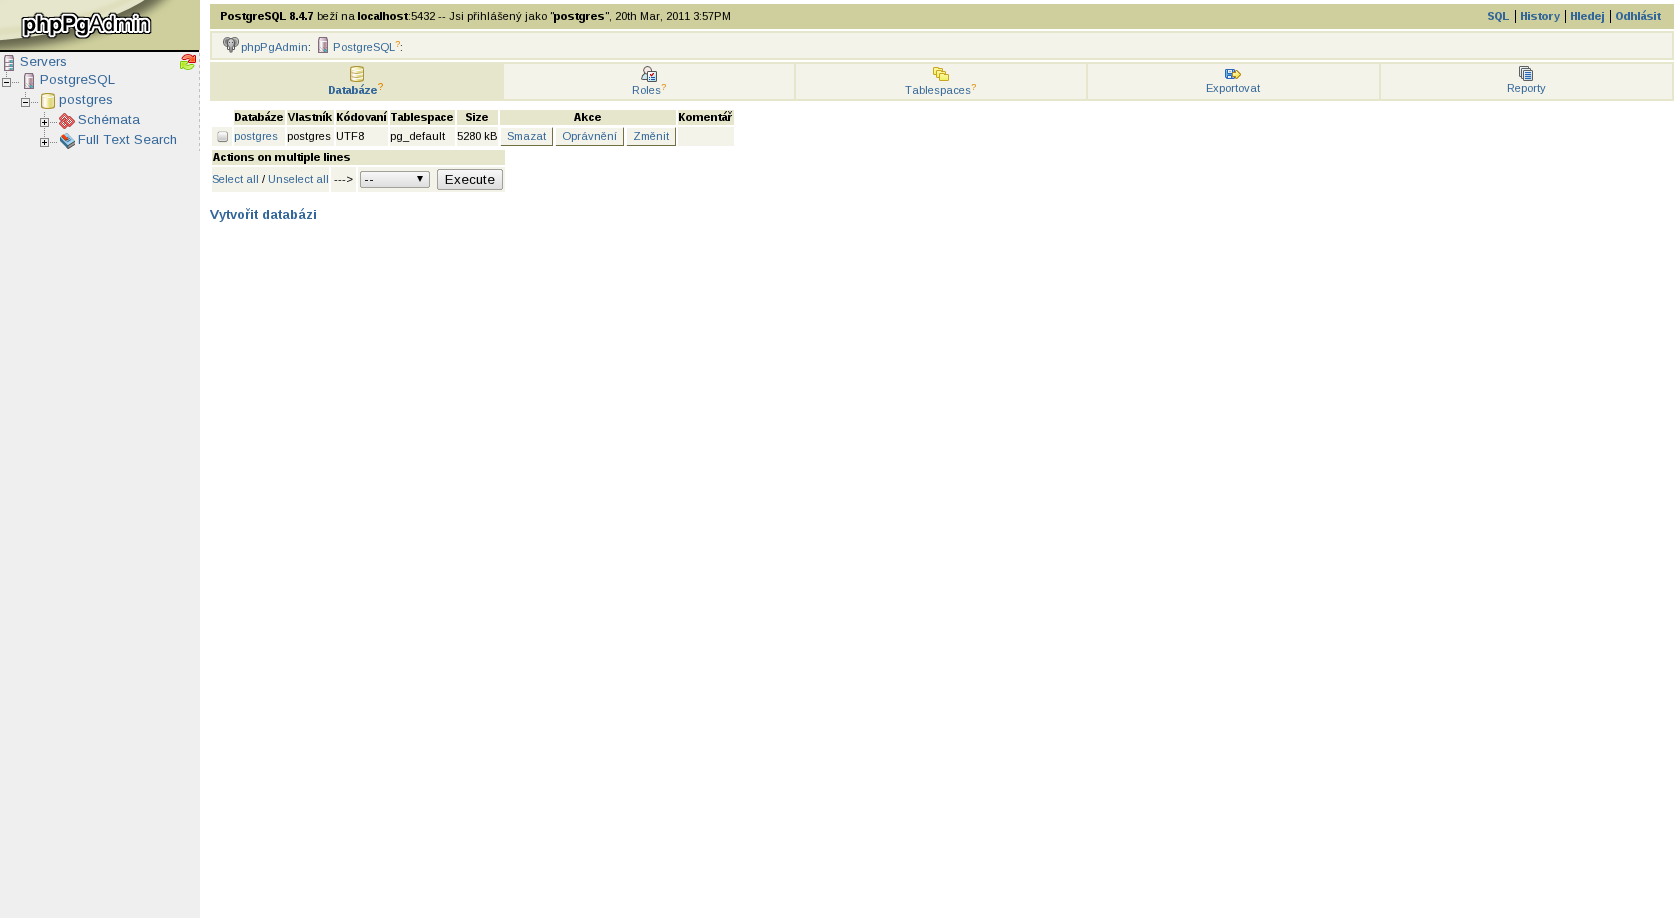 phpPgAdmin
Servers
PostgreSQL
postgres
Schémata
Full Text Search
PostgreSQL 8.4.7 beží na localhost:5432 -- Jsi přihlášený jako "postgres", 20th Mar, 2011 3:57PM
SQL | History | Hledej | Odhlásit
phpPgAdmin: PostgreSQL?:
Databáze? Roles? Tablespaces? Exportovat Reporty
Databáze Vlastník Kódovaní Tablespace Size Akce Komentář
postgres postgres UTF8 pg_default 5280 kB Smazat Oprávnění Změnit
Actions on multiple lines
Select all / Unselect all ---> -- Execute
Vytvořit databázi